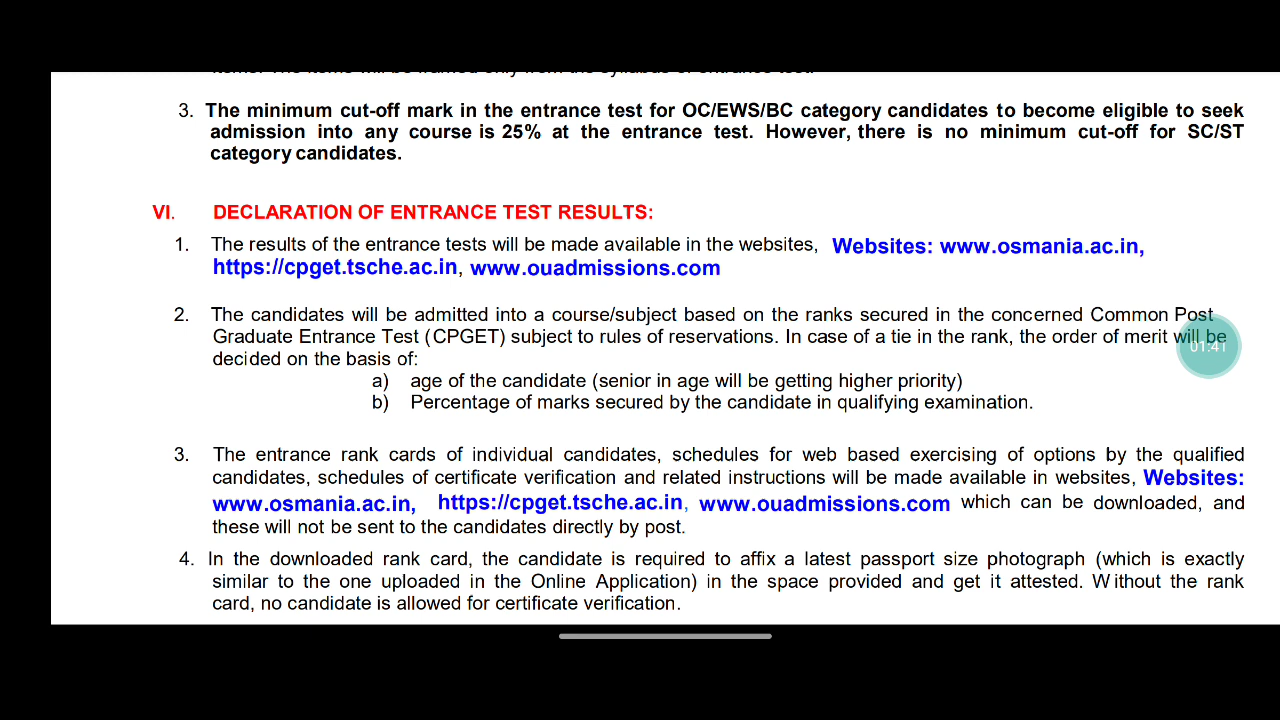 3. The minimum cut-off mark in the entrance test for OC/EWS/BC category candidates to become eligible to seek
admission into any course is 25% at the entrance test. However, there is no minimum cut-off for SC/ST
category candidates.
VI. DECLARATION OF ENTRANCE TEST RESULTS:
1. The results of the entrance tests will be made available in the websites, Websites: www.osmania.ac.in,
https://cpget.tsche.ac.in, www.ouadmissions.com
2. The candidates will be admitted into a course/subject based on the ranks secured in the concerned Common Post
Graduate Entrance Test (CPGET) subject to rules of reservations. In case of a tie in the rank, the order of merit will be
01:41
decided on the basis of:
a) age of the candidate (senior in age will be getting higher priority)
b) Percentage of marks secured by the candidate in qualifying examination.
3. The entrance rank cards of individual candidates, schedules for web based exercising of options by the qualified
candidates, schedules of certificate verification and related instructions will be made available in websites, Websites:
www.osmania.ac.in, https://cpget.tsche.ac.in, www.ouadmissions.com which can be downloaded, and
these will not be sent to the candidates directly by post.
4. In the downloaded rank card, the candidate is required to affix a latest passport size photograph (which is exactly
similar to the one uploaded in the Online Application) in the space provided and get it attested. Without the rank
card, no candidate is allowed for certificate verification.